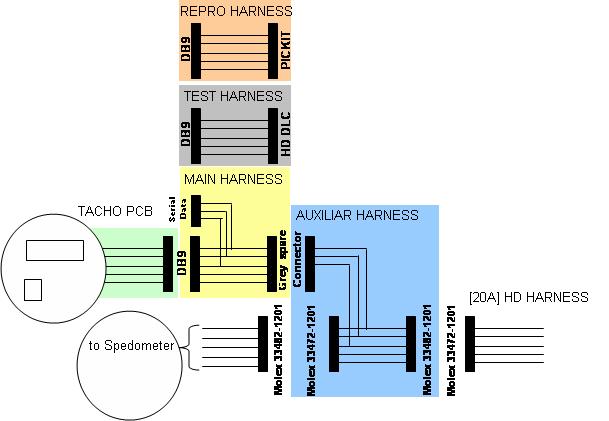 REPRO HARNESS
DB9
PICKIT
TEST HARNESS
DB9
HD DLC
MAIN HARNESS
Serial
Data
TACHO PCB
DB9
Grey spare
Connector
AUXILIAR HARNESS
[20A] HD HARNESS
to Spedometer
Molex 33482-1201
Molex 33472-1201
Molex 33482-1201
Molex 33472-1201